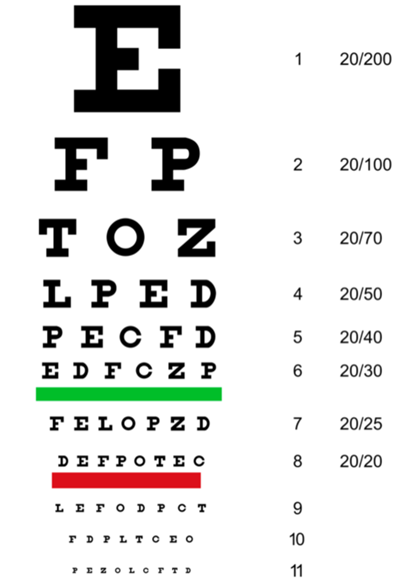 E 1 20/200
F P 2 20/100
T O Z 3 20/70
L P E D 4 20/50
P E C F D 5 20/40
E D F C Z P 6 20/30
F E L O P Z D 7 20/25
D E F P O T E C 8 20/20
L E F O D P C T 9
F D P L T C E O 10
P E Z O L C F T D 11